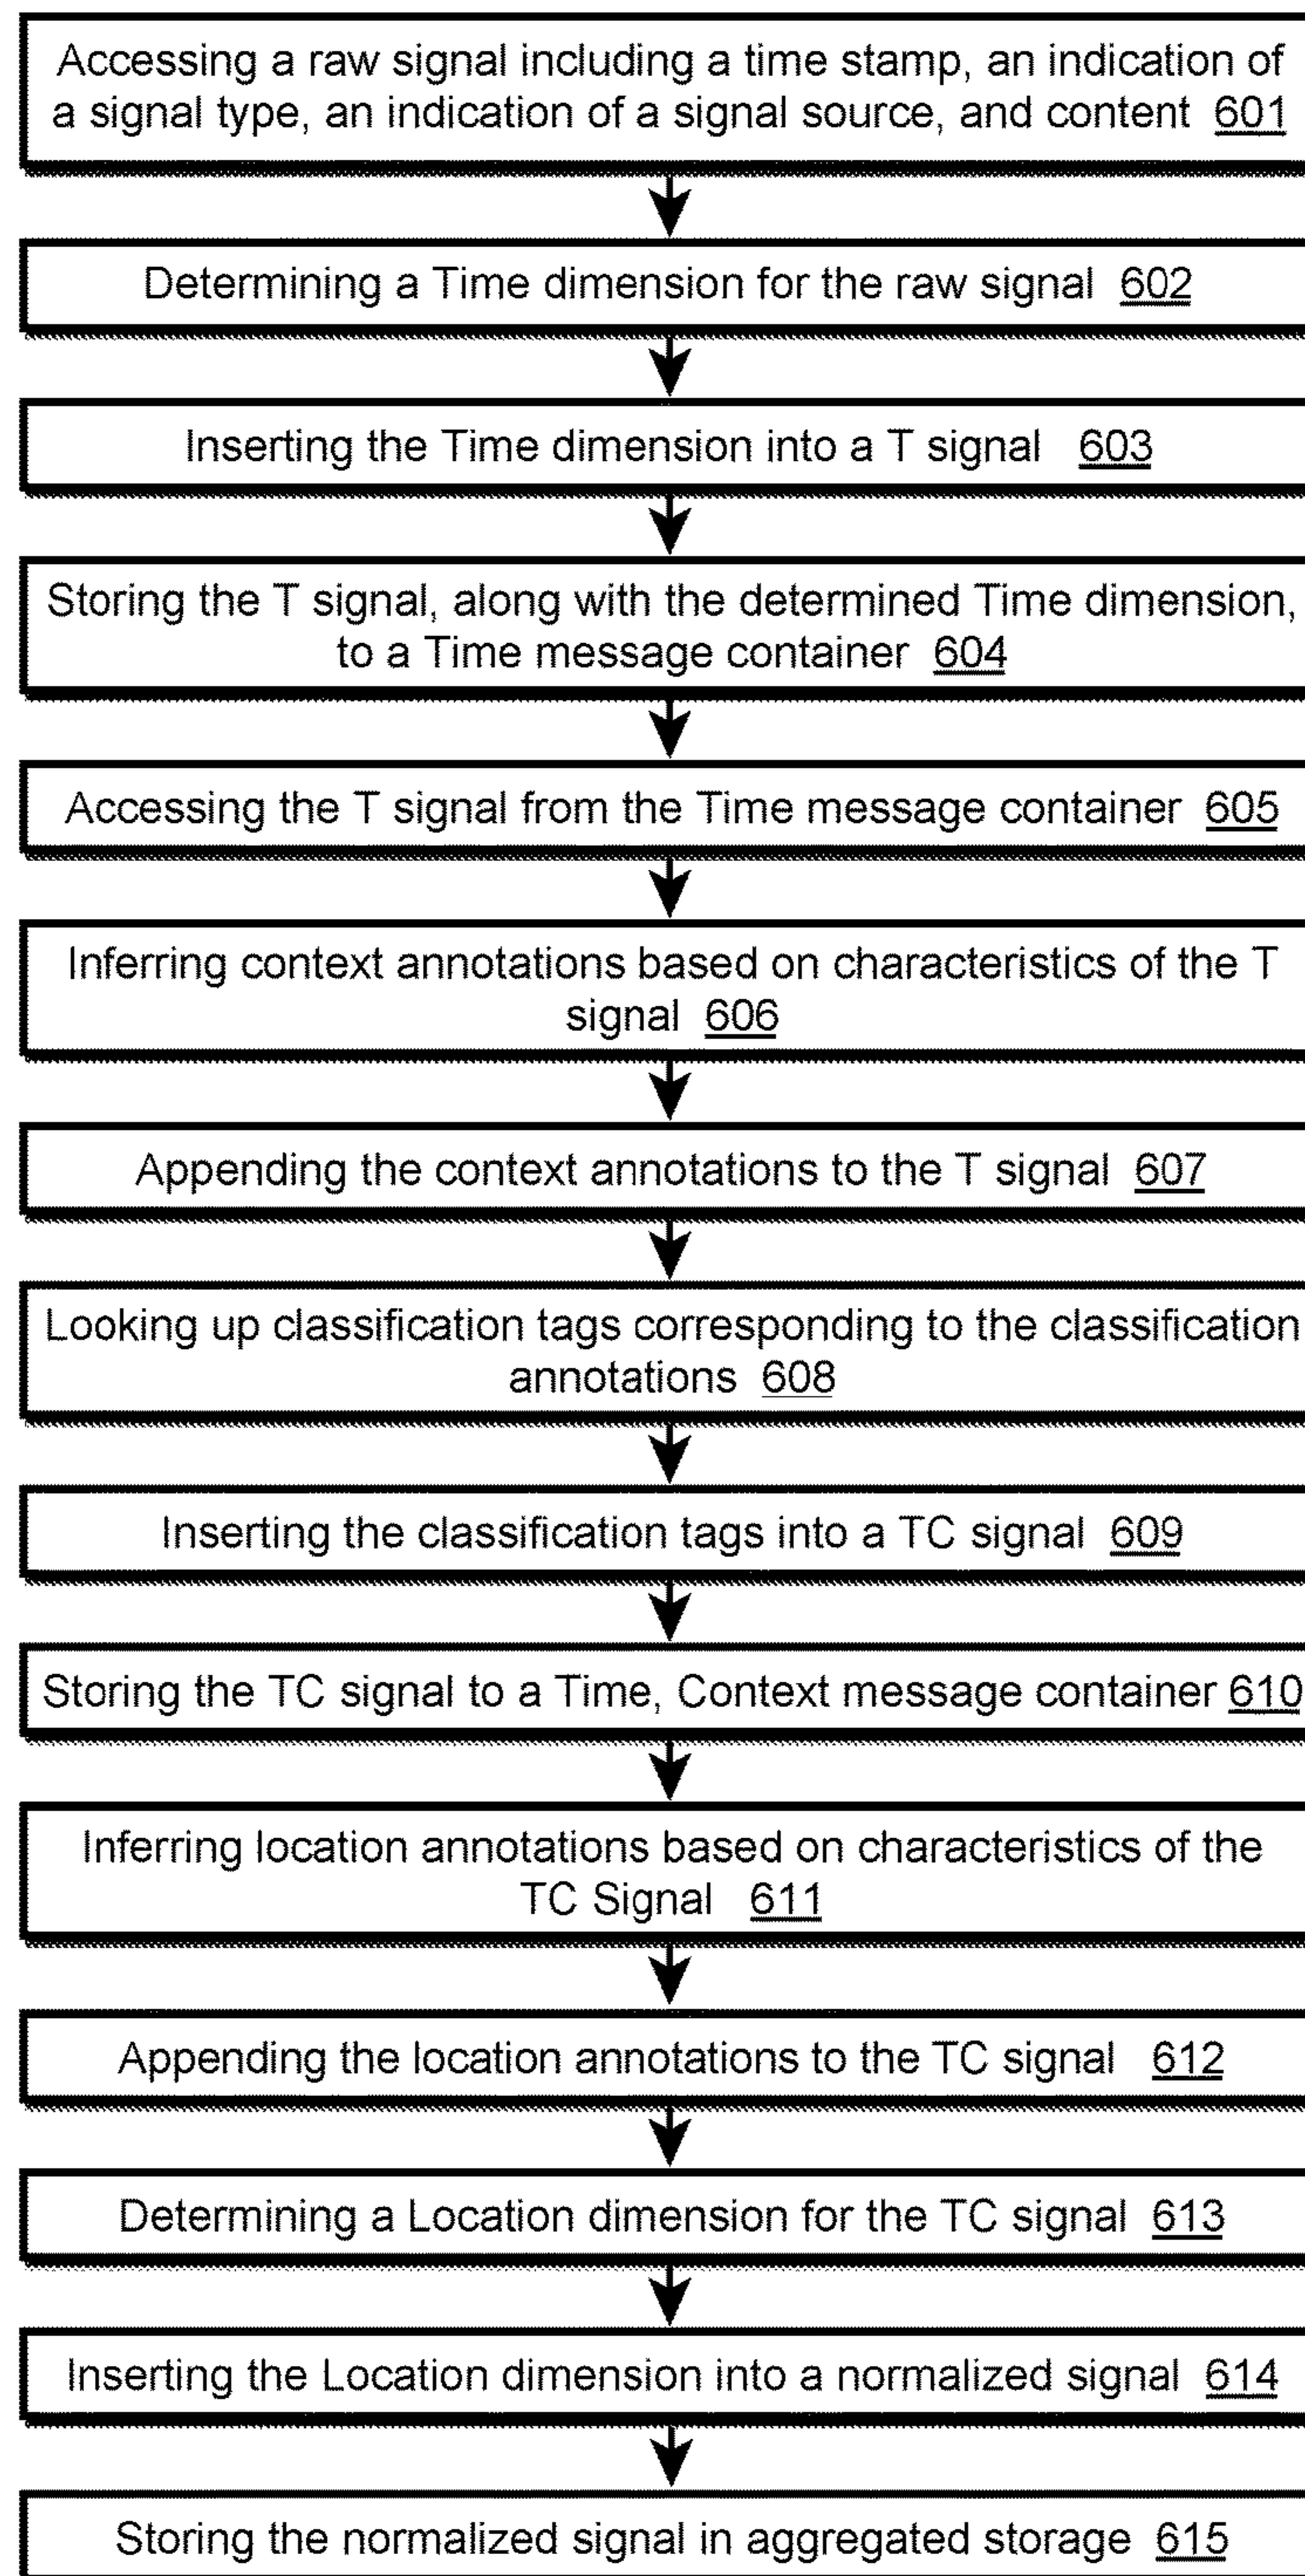 Accessing a raw signal including a time stamp, an indication of
a signal type, an indication of a signal source, and content 601
Determining a Time dimension for the raw signal 602
Inserting the Time dimension into a T signal 603
Storing the T signal, along with the determined Time dimension,
to a Time message container 604
Accessing the T signal from the Time message container 605
Inferring context annotations based on characteristics of the T
signal 606
Appending the context annotations to the T signal 607
Looking up classification tags corresponding to the classification
annotations 608
Inserting the classification tags into a TC signal 609
Storing the TC signal to a Time, Context message container 610
Inferring location annotations based on characteristics of the
TC Signal 611
Appending the location annotations to the TC signal 612
Determining a Location dimension for the TC signal 613
Inserting the Location dimension into a normalized signal 614
Storing the normalized signal in aggregated storage 615